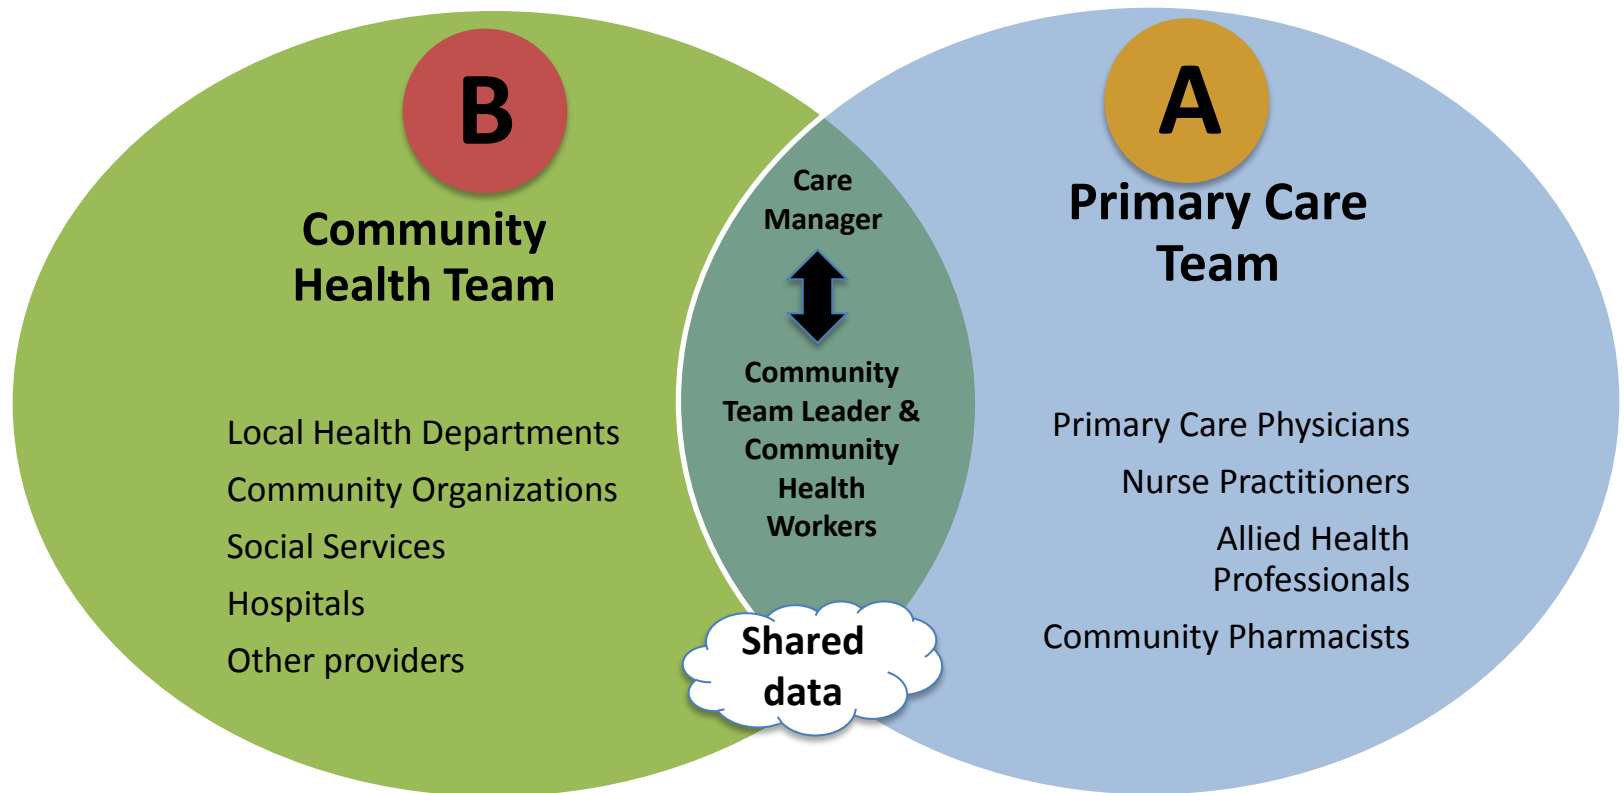 B
Community
Health Team
Local Health Departments
Community Organizations
Social Services
Hospitals
Other providers
Care
Manager
Community
Team Leader &
Community
Health
Workers
Shared
data
A
Primary Care
Team
Primary Care Physicians
Nurse Practitioners
Allied Health
Professionals
Community Pharmacists